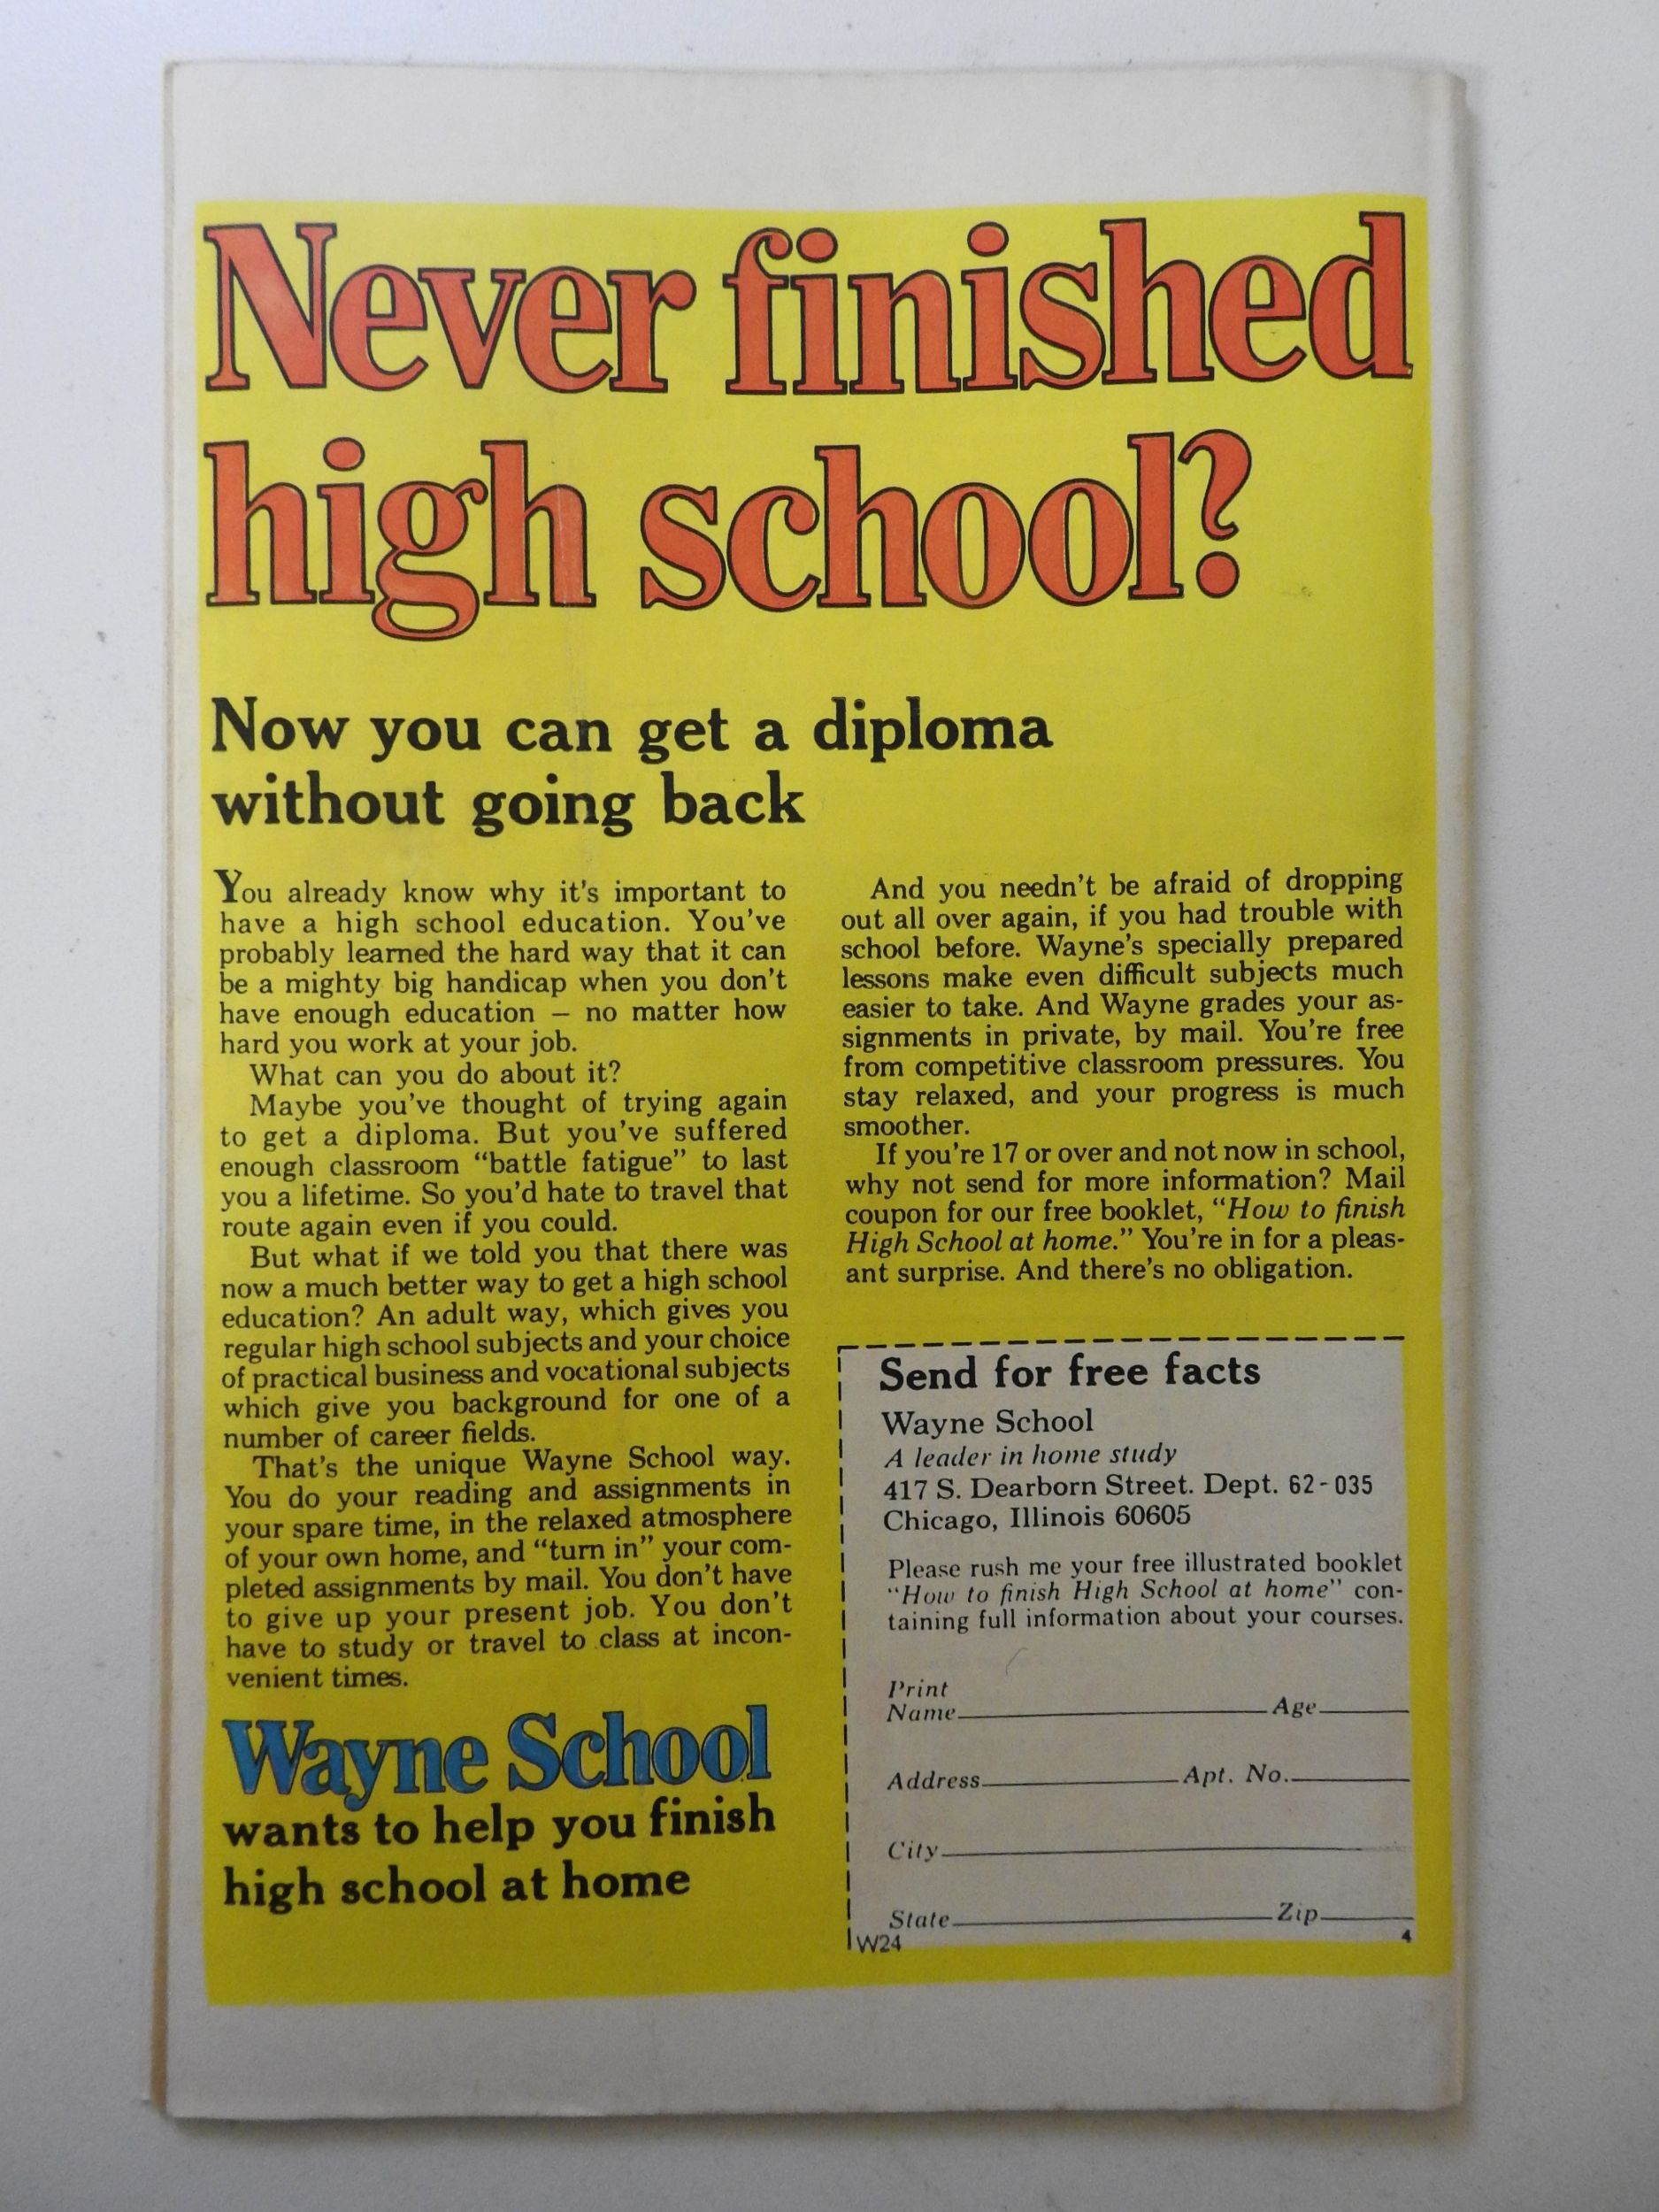 Never finished
high school?
Now you can get a diploma
without going back
You already know why it's important to
have a high school education. You've
probably learned the hard way that it can
be a mighty big handicap when you don't
have enough education – no matter how
hard you work at your job.
What can you do about it?
Maybe you've thought of trying again
to get a diploma. But you've suffered
enough classroom "battle fatigue" to last
you a lifetime. So you'd hate to travel that
route again even if you could.
But what if we told you that there was
now a much better way to get a high school
education? An adult way, which gives you
regular high school subjects and your choice
of practical business and vocational subjects
which give you background for one of a
number of career fields.
That's the unique Wayne School way.
You do your reading and assignments in
your spare time, in the relaxed atmosphere
of your own home, and "turn in" your com-
pleted assignments by mail. You don't have
to give up your present job. You don't
have to study or travel to class at incon-
venient times.
Wayne School
wants to help you finish
high school at home
And you needn't be afraid of dropping
out all over again, if you had trouble with
school before. Wayne's specially prepared
lessons make even difficult subjects much
easier to take. And Wayne grades your as-
signments in private, by mail. You're free
from competitive classroom pressures. You
stay relaxed, and your progress is much
smoother.
If you're 17 or over and not now in school,
why not send for more information? Mail
coupon for our free booklet, "How to finish
High School at home." You're in for a pleas-
ant surprise. And there's no obligation.
Send for free facts
Wayne School
A leader in home study
417 S. Dearborn Street. Dept. 62-035
Chicago, Illinois 60605
Please rush me your free illustrated booklet
"How to finish High School at home" con-
taining full information about your courses.
Print
Name Age
Address Apt. No.
City
State Zip
W24 4